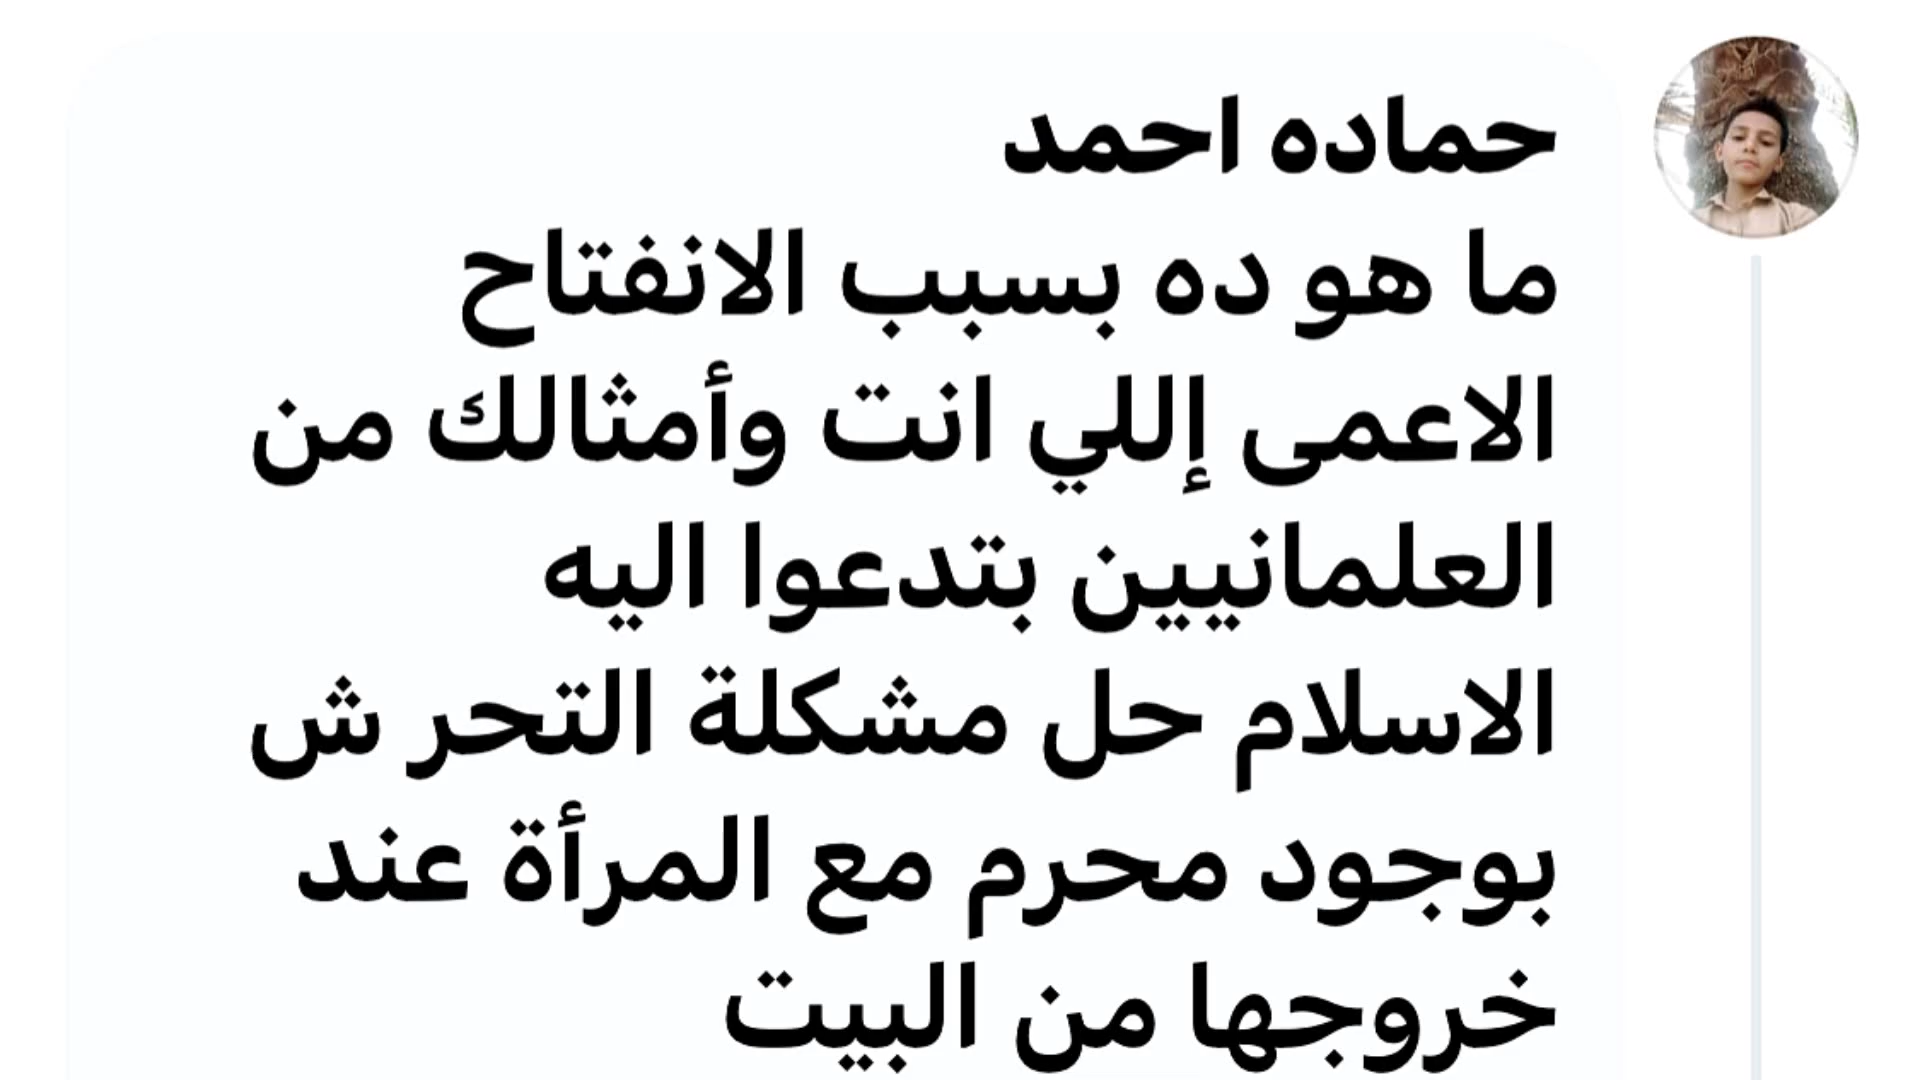 حماده احمد
ما هو ده بسبب الانفتاح
الاعمى إللي انت وأمثالك من
العلمانيين بتدعوا اليه
الاسلام حل مشكلة التحر ش
بوجود محرم مع المرأة عند
خروجها من البيت